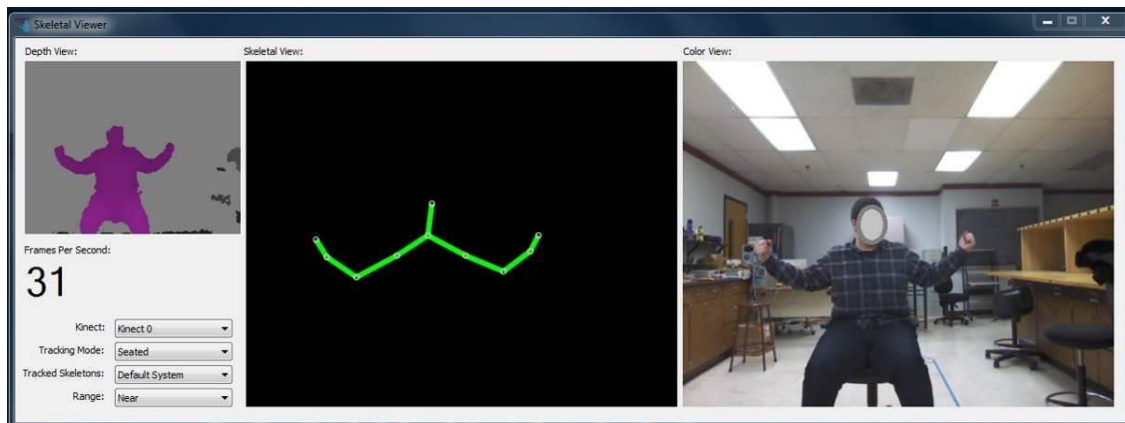 Skeletal Viewer
Depth View:
Skeletal View:
Color View:
Frames Per Second:
31
Kinect: Kinect 0
Tracking Mode: Seated
Tracked Skeletons: Default System
Range: Near